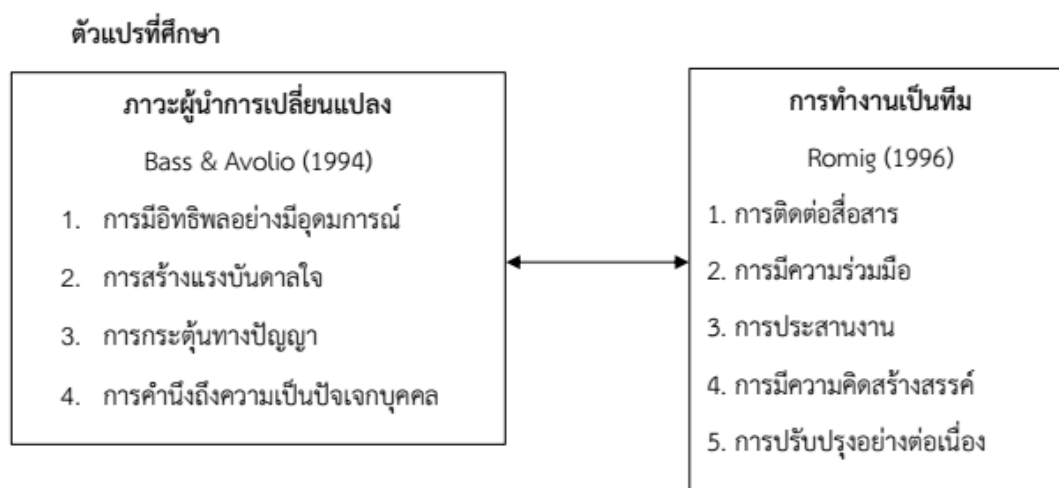 ตัวแปรที่ศึกษา
ภาวะผู้นำการเปลี่ยนแปลง
Bass & Avolio (1994)
1. การมีอิทธิพลอย่างมีอุดมการณ์
2. การสร้างแรงบันดาลใจ
3. การกระตุ้นทางปัญญา
4. การคำนึงถึงความเป็นปัจเจกบุคคล
การทำงานเป็นทีม
Romig (1996)
1. การติดต่อสื่อสาร
2. การมีความร่วมมือ
3. การประสานงาน
4. การมีความคิดสร้างสรรค์
5. การปรับปรุงอย่างต่อเนื่อง